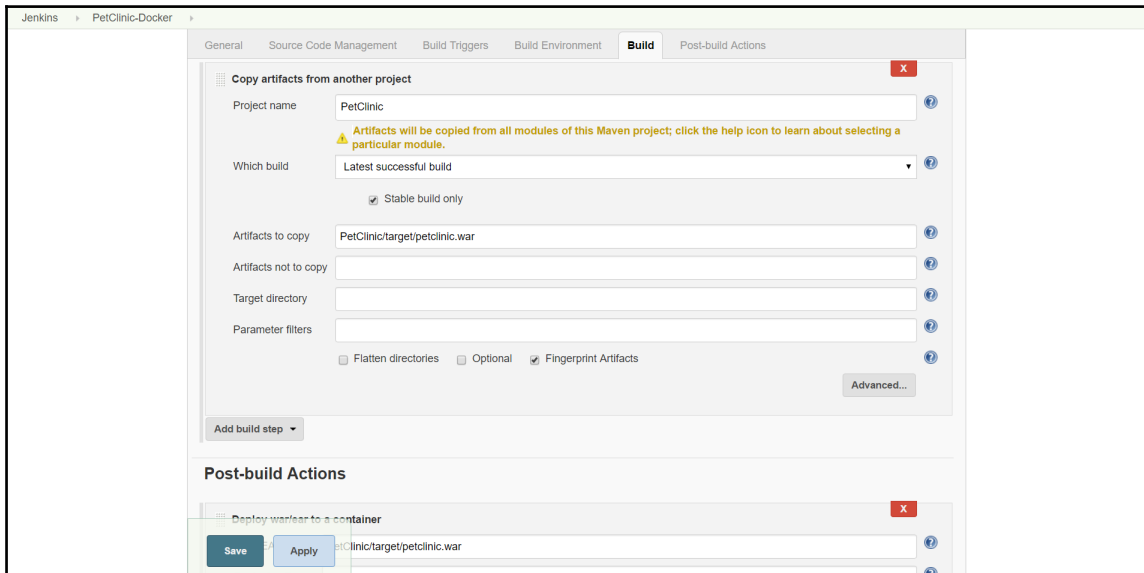 Jenkins PetClinic-Docker
General Source Code Management Build Triggers Build Environment Build Post-build Actions
X
Copy artifacts from another project
Project name PetClinic
Artifacts will be copied from all modules of this Maven project; click the help icon to learn about selecting a
particular module.
Which build Latest successful build
Stable build only
Artifacts to copy PetClinic/target/petclinic.war
Artifacts not to copy
Target directory
Parameter filters
Flatten directories Optional Fingerprint Artifacts
Advanced...
Add build step
Post-build Actions
X
Deploy war/ear to a container
Save Apply etClinic/target/petclinic.war